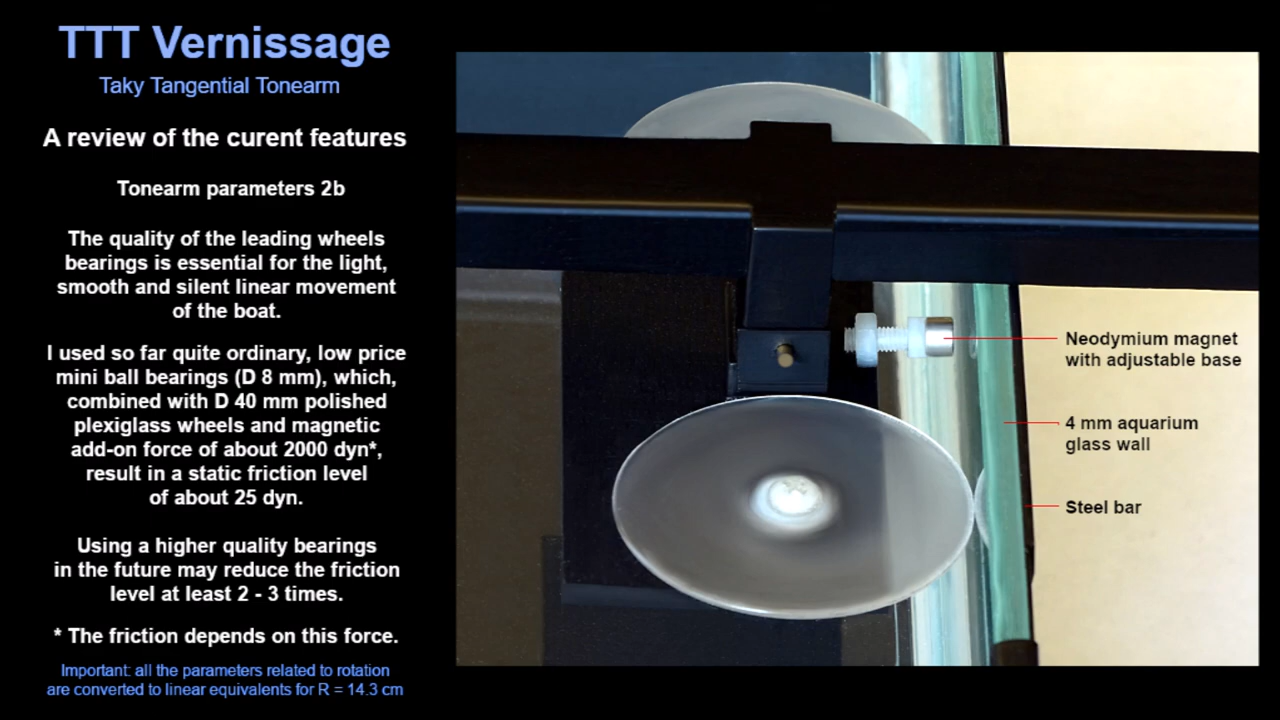 TTT Vernissage
Taky Tangential Tonearm
A review of the curent features
Tonearm parameters 2b
The quality of the leading wheels
bearings is essential for the light,
smooth and silent linear movement
of the boat.
I used so far quite ordinary, low price
mini ball bearings (D 8 mm), which,
combined with D 40 mm polished
plexiglass wheels and magnetic
add-on force of about 2000 dyn*,
result in a static friction level
of about 25 dyn.
Using a higher quality bearings
in the future may reduce the friction
level at least 2 - 3 times.
* The friction depends on this force.
Important: all the parameters related to rotation
are converted to linear equivalents for R = 14.3 cm
Neodymium magnet
with adjustable base
4 mm aquarium
glass wall
Steel bar